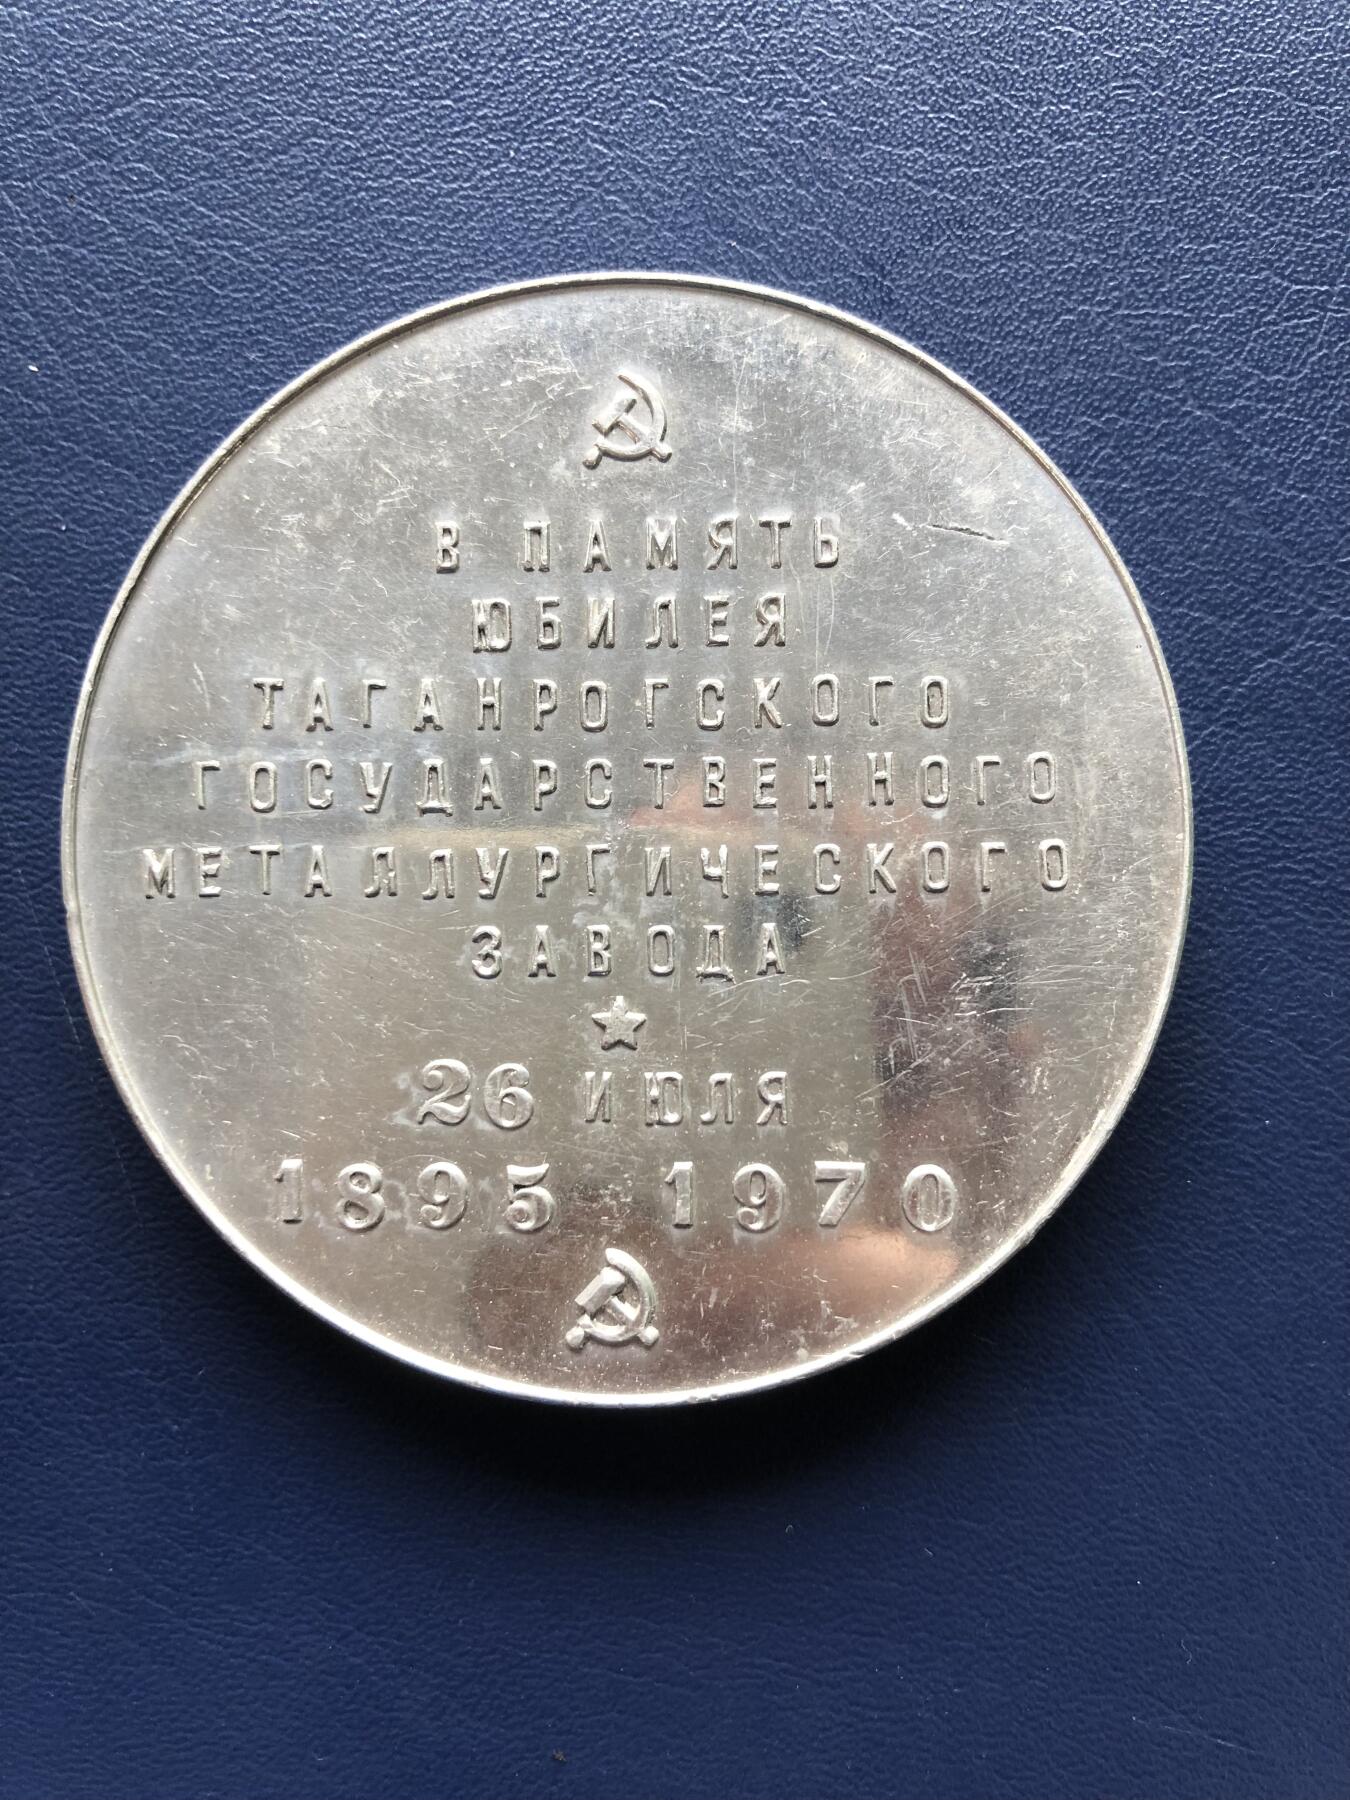 В ПАМЯТЬ
ЮБИЛЕЯ
ТАГАНРОГСКОГО
ГОСУДАРСТВЕННОГО
МЕТАЛЛУРГИЧЕСКОГО
ЗАВОДА
26 ИЮЛЯ
1895 1970